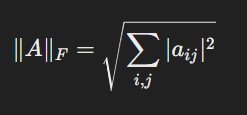 ‖A‖_F = √(∑_{i,j} |a_{ij}|²)